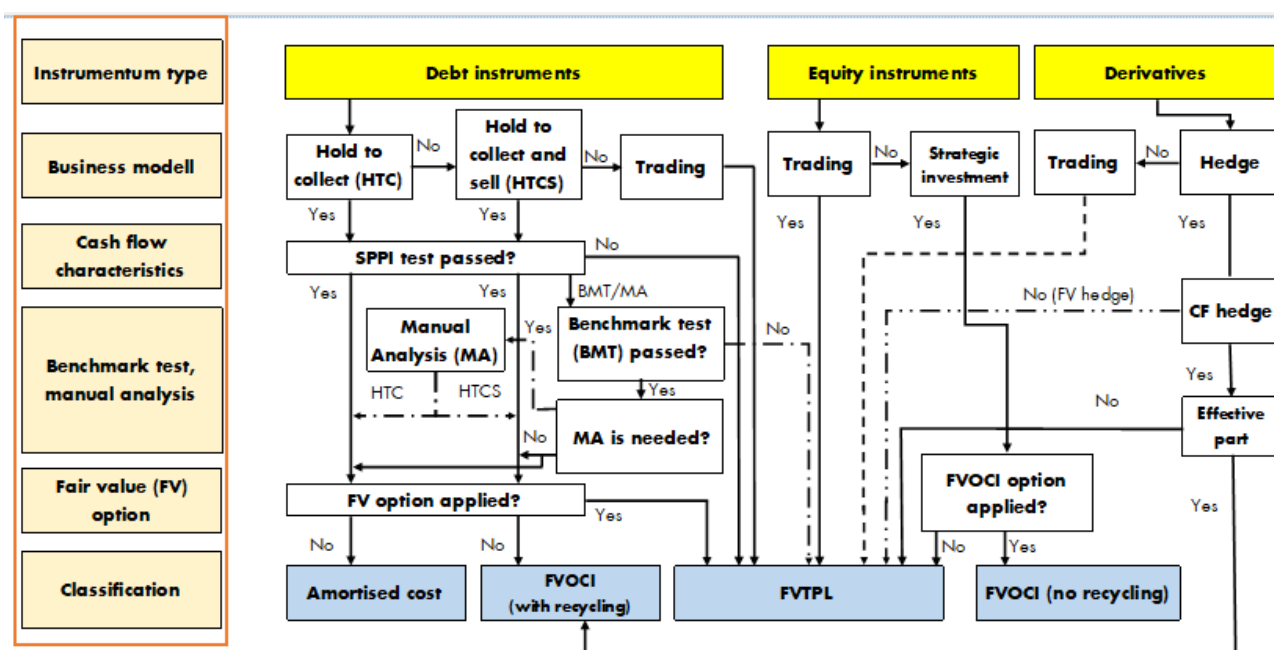 Instrumentum type
Debt instruments
Equity instruments
Derivatives
Business modell
Hold to
collect (HTC)
No
Hold to
collect and
sell (HTCS)
No
Trading
Trading
No
Strategic
investment
Trading
No
Hedge
Yes
Yes
Yes
Yes
Yes
Cash flow
characteristics
SPPI test passed?
No
Yes
Yes
BMT/MA
No (FV hedge)
CF hedge
Benchmark test,
manual analysis
Manual
Analysis (MA)
Yes
Benchmark test
(BMT) passed?
No
Yes
HTC
HTCS
Yes
No
MA is needed?
No
Effective
part
Fair value (FV)
option
FV option applied?
Yes
FVOCI option
applied?
Yes
No
No
No
Yes
Classification
Amortised cost
FVOCI
(with recycling)
FVTPL
FVOCI (no recycling)